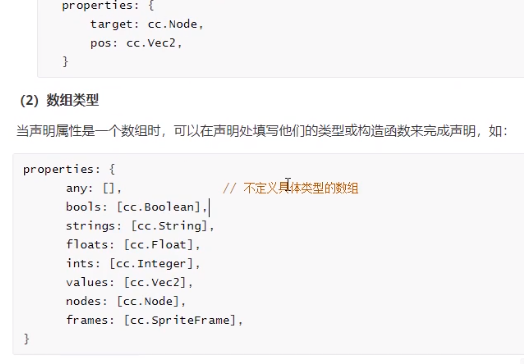 properties: {
target: cc.Node,
pos: cc.Vec2,
}
（2）数组类型
当声明属性是一个数组时，可以在声明处填写他们的类型或构造函数来完成声明，如：
properties: {
any: [], // 不定义具体类型的数组
bools: [cc.Boolean],
strings: [cc.String],
floats: [cc.Float],
ints: [cc.Integer],
values: [cc.Vec2],
nodes: [cc.Node],
frames: [cc.SpriteFrame],
}